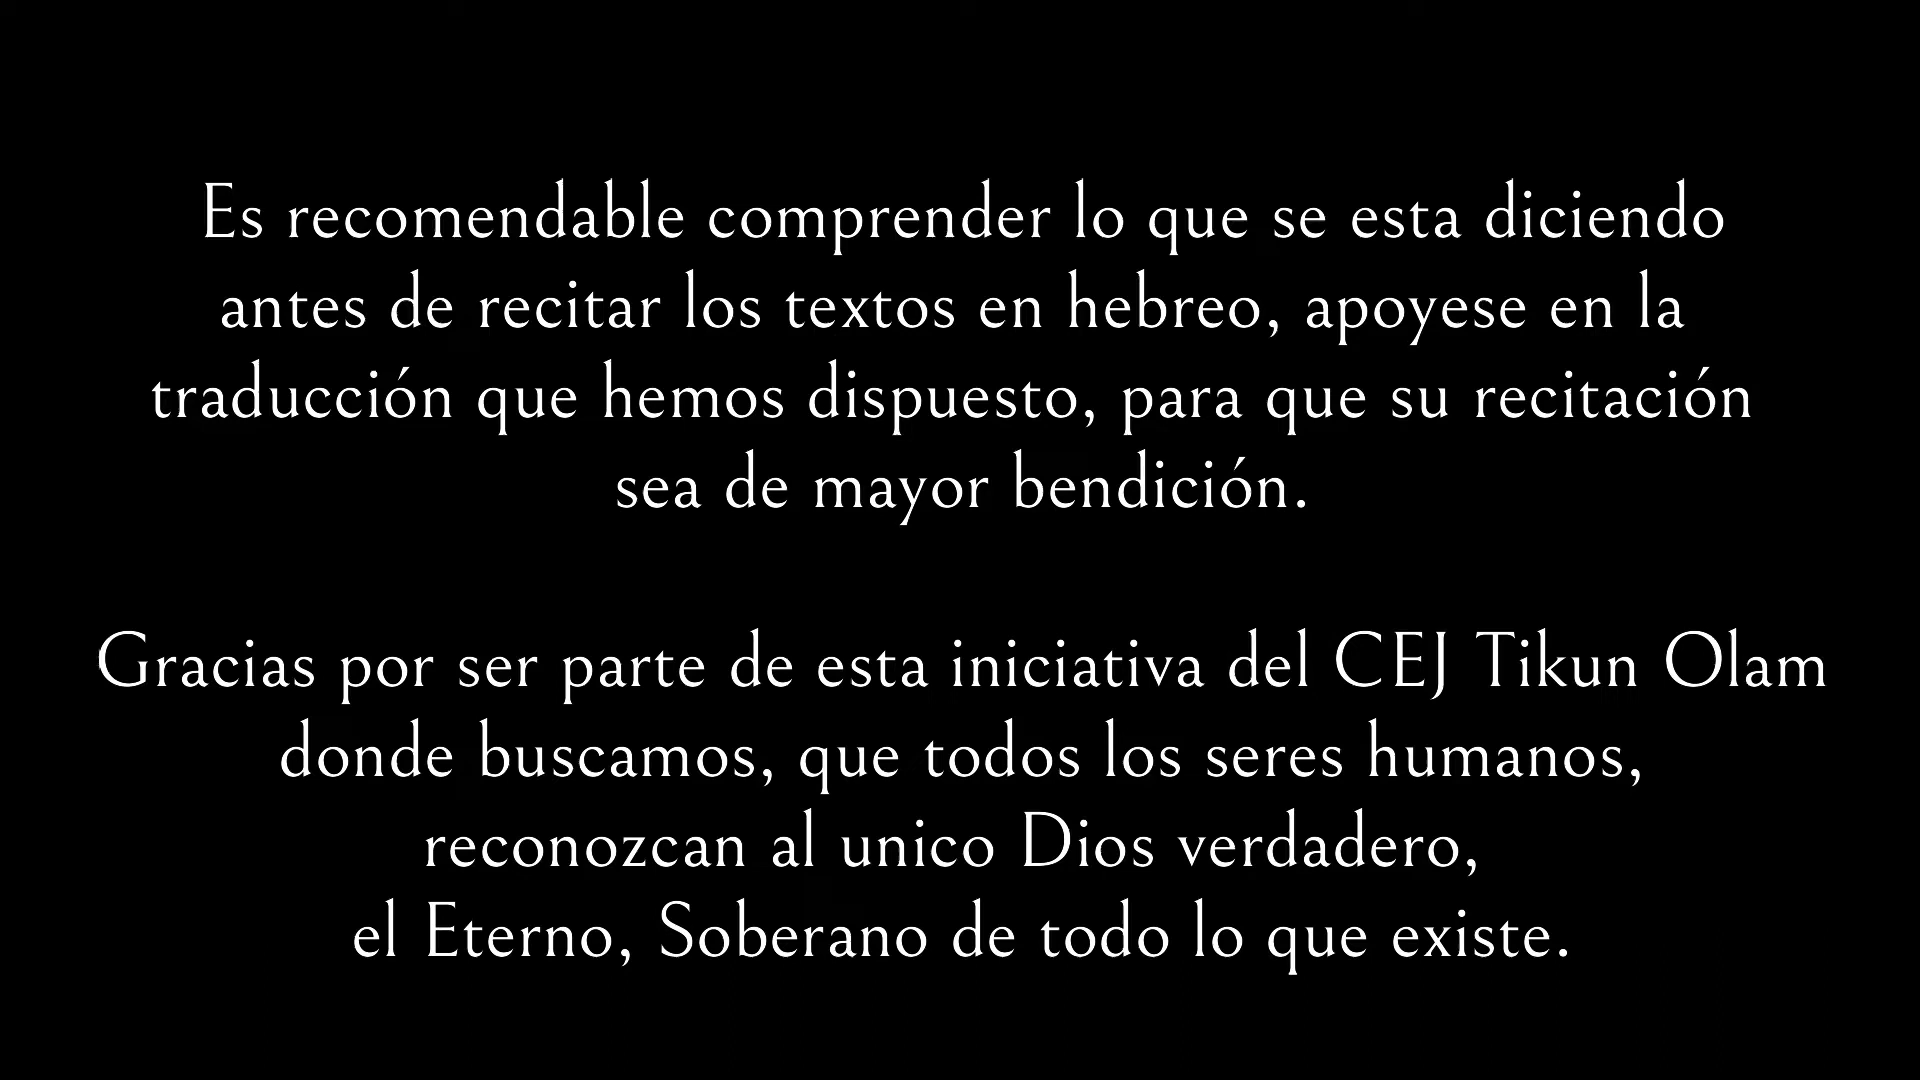 Es recomendable comprender lo que se esta diciendo
antes de recitar los textos en hebreo, apoyese en la
traducción que hemos dispuesto, para que su recitación
sea de mayor bendición.
Gracias por ser parte de esta iniciativa del CEJ Tikun Olam
donde buscamos, que todos los seres humanos,
reconozcan al unico Dios verdadero,
el Eterno, Soberano de todo lo que existe.